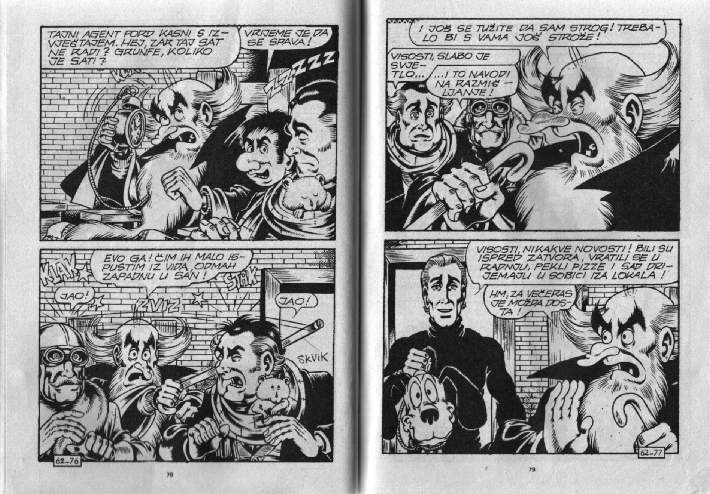 TAJNI AGENT FORD KASNI S IZ-
VJEŠTAJEM. HEJ, ZAR TAJ SAT
NE RADI? GRUNFE, KOLIKO
JE SATI?
VRIJEME JE DA
SE SPAVA!
ZZZZZ
EVO GA! ČIM IH MALO IS-
PUSTIM IZ VIDA, ODMAH
ZAPADNU U SAN!
JAO!
ZVIZ
JAO!
SKVIK
62-76
78
I JOŠ SE TUŽITE DA SAM STROG! TREBA-
LO BI S VAMA JOŠ STROŽE!
VISOSTI, SLABO JE
SVJE-
TLO...
...I TO NAVODI
NA RAZMIŠ-
LJANJE!
VISOSTI, NIKAKVE NOVOSTI! BILI SU
ISPRED ZATVORA, VRATILI SE U
RADNJU, PEKLI PIZZE I SAD DRI-
JEMAJU U SOBICI IZA LOKALA!
HM, ZA VEČERAS
JE MOŽDA DOS-
TA!
62-77
79